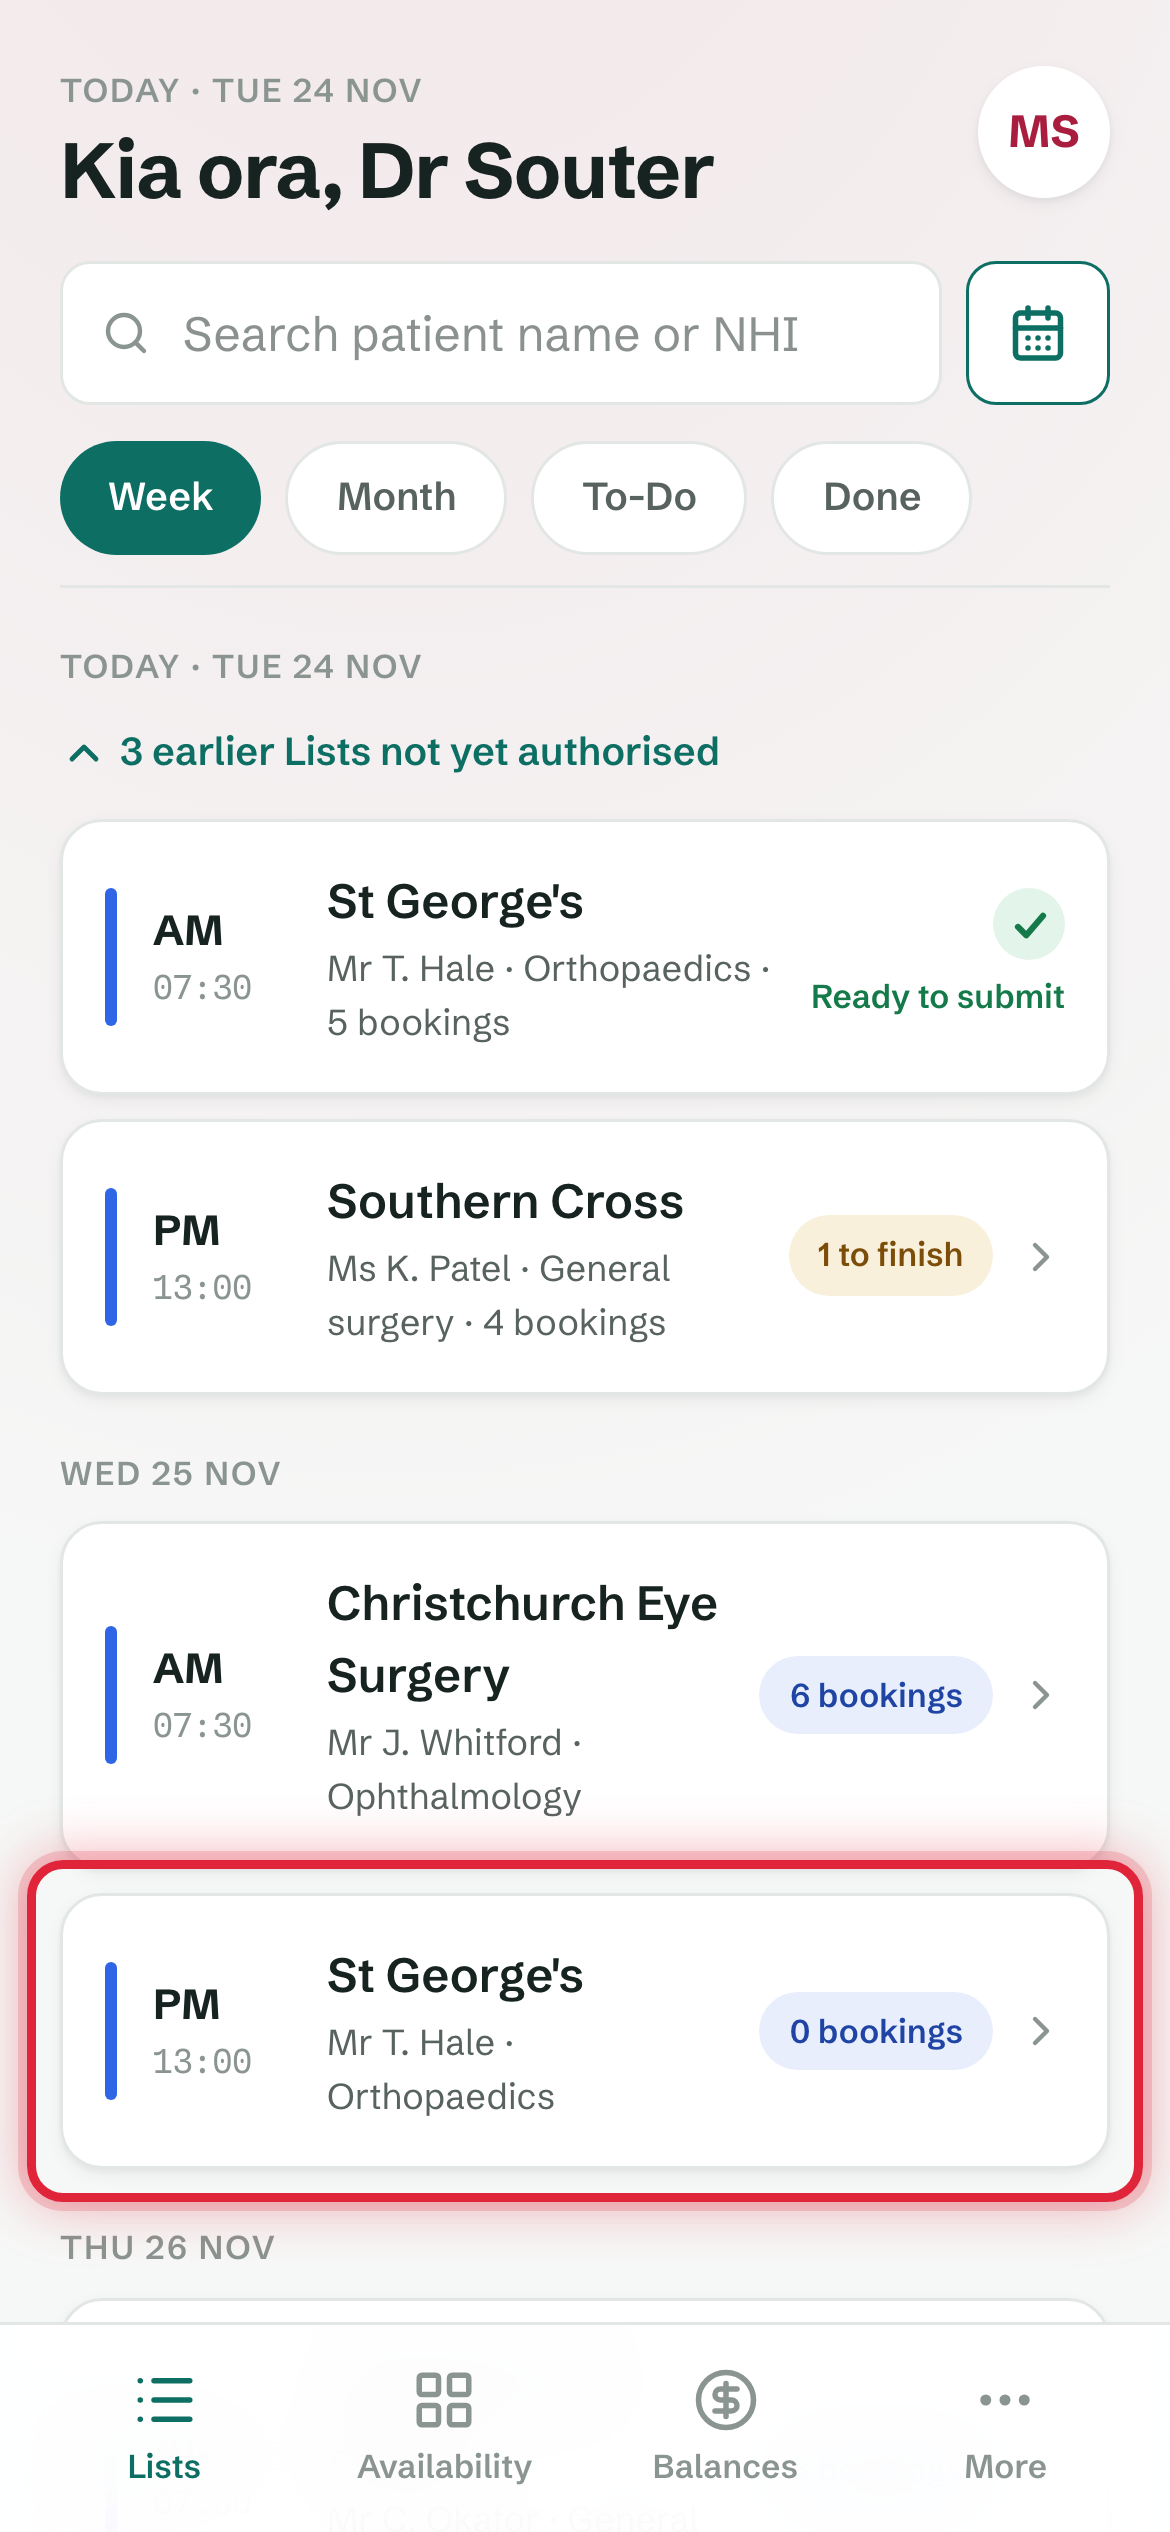 TODAY · TUE 24 NOV
Kia ora, Dr Souter
MS
Search patient name or NHI
Week
Month
To-Do
Done
TODAY · TUE 24 NOV
3 earlier Lists not yet authorised
AM
07:30
St George's
Mr T. Hale · Orthopaedics ·
5 bookings
Ready to submit
PM
13:00
Southern Cross
Ms K. Patel · General
surgery · 4 bookings
1 to finish
WED 25 NOV
AM
07:30
Christchurch Eye
Surgery
Mr J. Whitford ·
Ophthalmology
6 bookings
PM
13:00
St George's
Mr T. Hale ·
Orthopaedics
0 bookings
THU 26 NOV
Lists
Availability
Balances
More
Mr C. Okafor · General